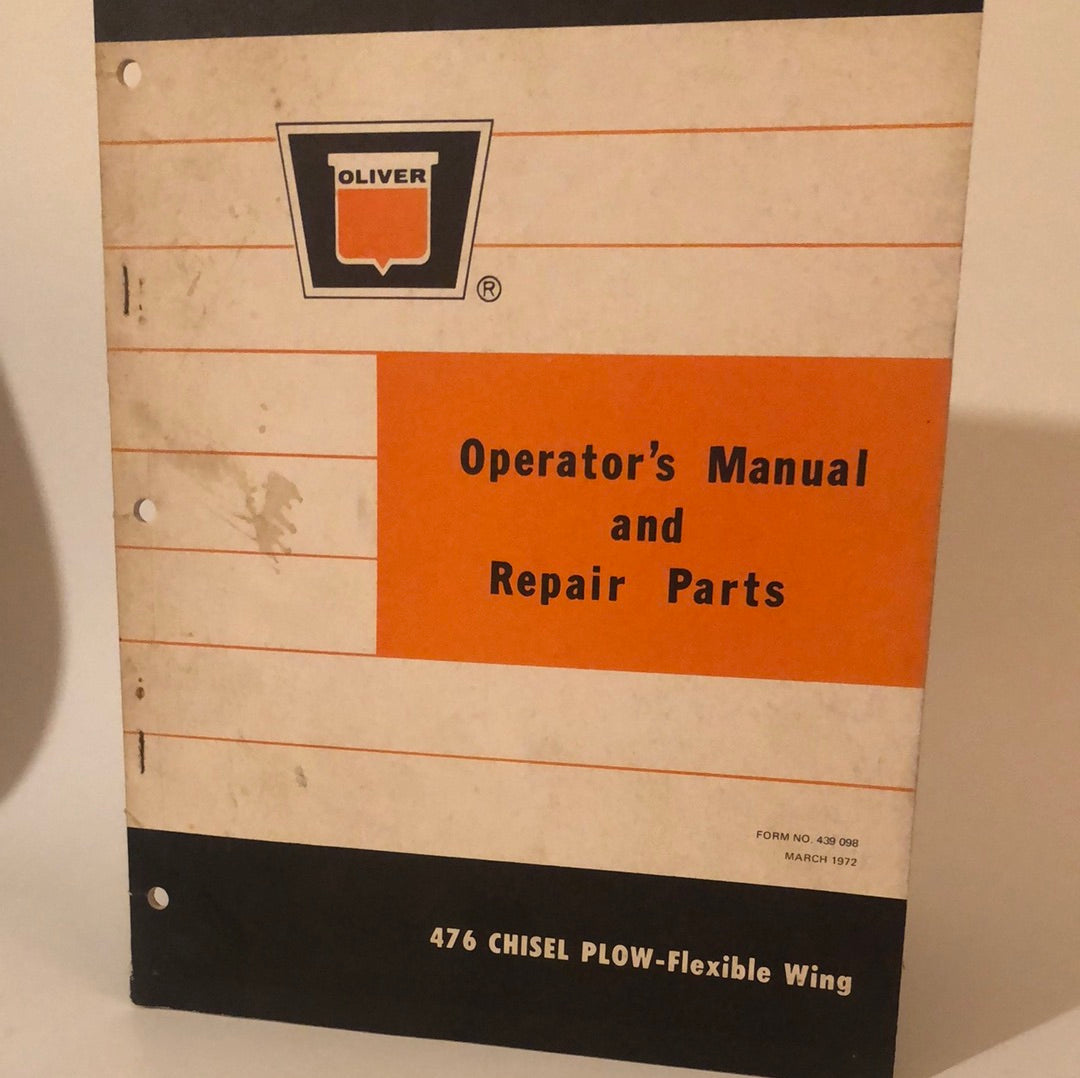 OLIVER
®
Operator's Manual
and
Repair Parts
FORM NO. 439 098
MARCH 1972
476 CHISEL PLOW-Flexible Wing